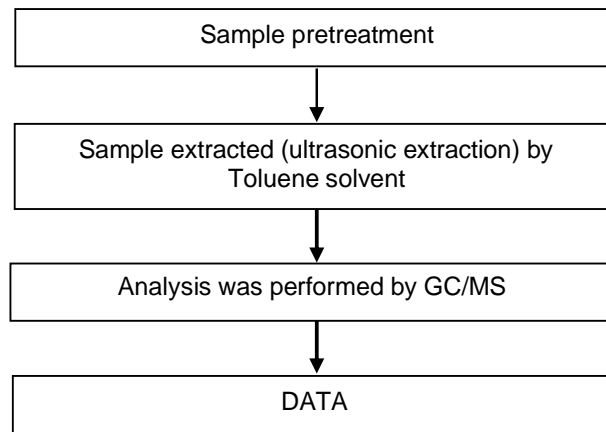 Sample pretreatment
Sample extracted (ultrasonic extraction) by
Toluene solvent
Analysis was performed by GC/MS
DATA